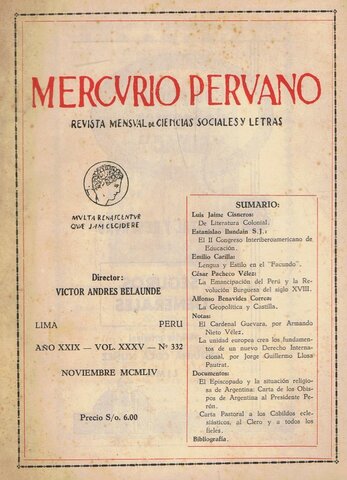 MERCVRIO PERVANO
REVISTA MENSVAL DE CIENCIAS SOCIALES Y LETRAS
MVLTA RENASCENTVR
QVE JAM CECIDERE
Director:
VICTOR ANDRES BELAUNDE
LIMA PERU
AÑO XXIX — VOL. XXXV — Nº 332
NOVIEMBRE MCMLIV
Precio S/o. 6.00
SUMARIO:
Luis Jaime Cisneros:
De Literatura Colonial.
Estanislao Ilundain S.J.:
El II Congreso Interiberoamericano de
Educación.
Emilio Carilla:
Lengua y Estilo en el "Facundo".
César Pacheco Vélez:
La Emancipación del Perú y la Re-
volución Burguesa del siglo XVIII.
Alfonso Benavides Correa:
La Geopolítica y Castilla.
Notas:
El Cardenal Guevara, por Armando
Nieto Vélez.
La unidad europea crea los fundamen-
tos de un nuevo Derecho Interna-
cional, por Jorge Guillermo Llosa
Pautrat.
Documentos:
El Episcopado y la situación religio-
sa de Argentina: Carta de los Obis-
pos de Argentina al Presidente Pe-
rón.
Carta Pastoral a los Cabildos ecle-
siásticos, al Clero y a todos los
fieles.
Bibliografía.